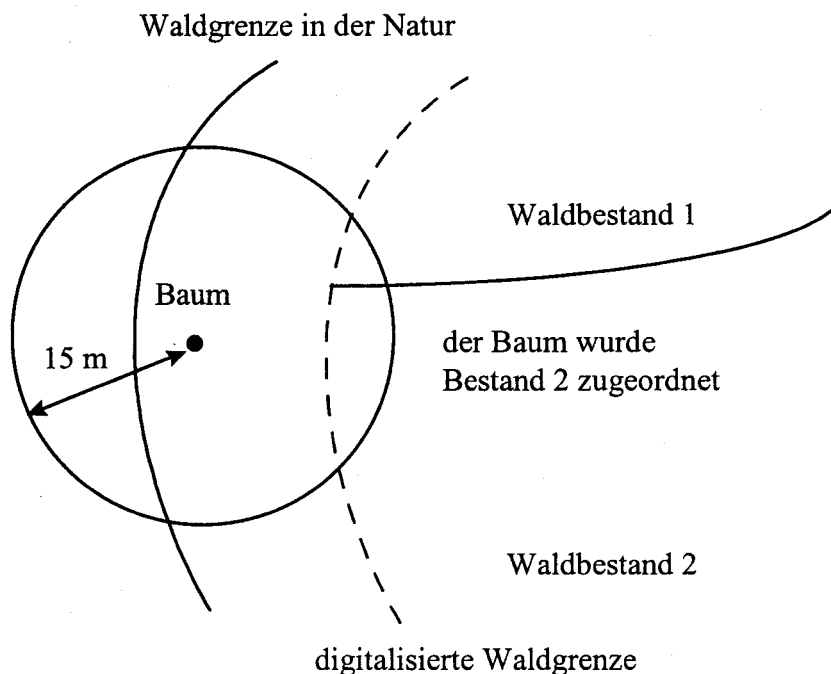 Waldgrenze in der Natur
Waldbestand 1
Baum
15 m
der Baum wurde
Bestand 2 zugeordnet
Waldbestand 2
digitalisierte Waldgrenze